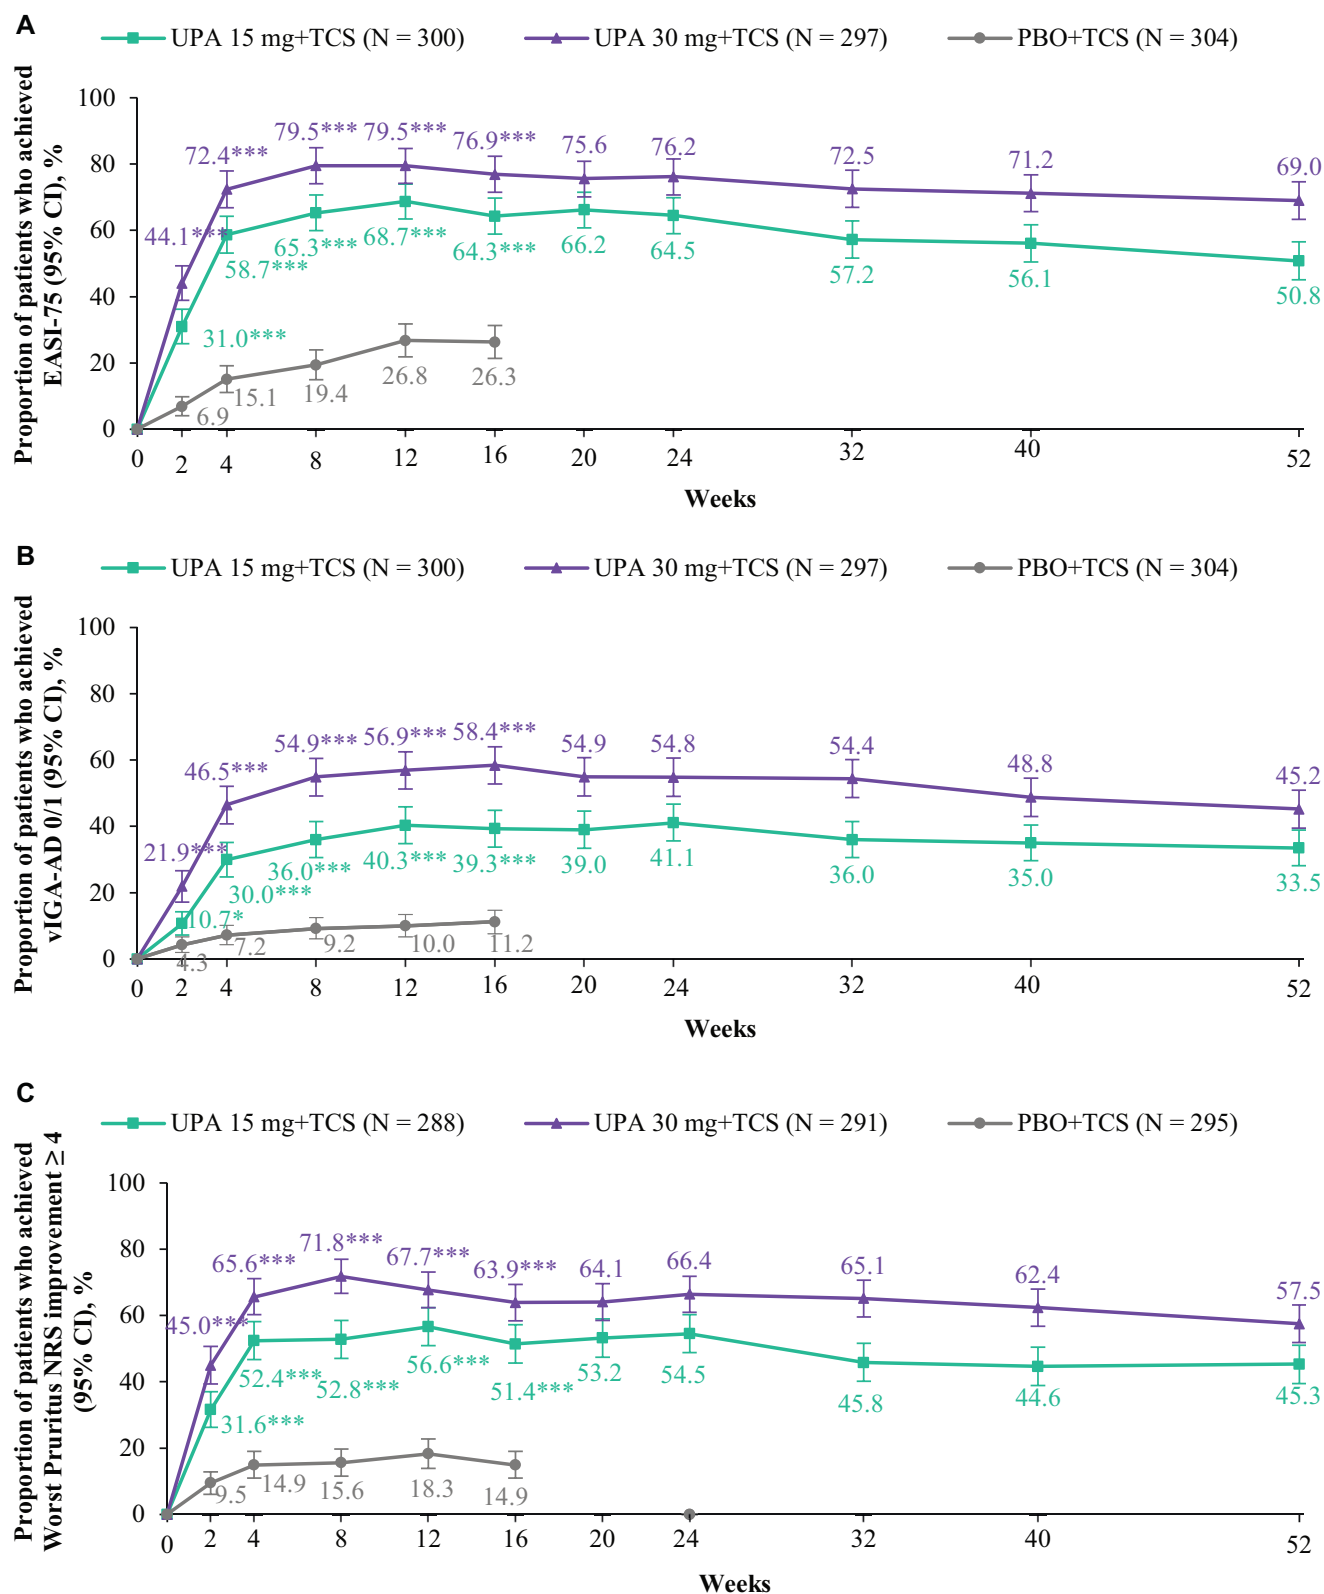 A
UPA 15 mg+TCS (N = 300) UPA 30 mg+TCS (N = 297) PBO+TCS (N = 304)
Proportion of patients who achieved
EASI-75 (95% CI), %
100
80
60
40
20
0
44.1*** 72.4*** 79.5*** 79.5*** 76.9*** 75.6 76.2 72.5 71.2 69.0
31.0*** 58.7*** 65.3*** 68.7*** 64.3*** 66.2 64.5 57.2 56.1 50.8
6.9 15.1 19.4 26.8 26.3
0 2 4 8 12 16 20 24 32 40 52
Weeks
B
UPA 15 mg+TCS (N = 300) UPA 30 mg+TCS (N = 297) PBO+TCS (N = 304)
Proportion of patients who achieved
vIGA-AD 0/1 (95% CI), %
100
80
60
40
20
0
21.9*** 46.5*** 54.9*** 56.9*** 58.4*** 54.9 54.8 54.4 48.8 45.2
10.7* 30.0*** 36.0*** 40.3*** 39.3*** 39.0 41.1 36.0 35.0 33.5
4.3 7.2 9.2 10.0 11.2
0 2 4 8 12 16 20 24 32 40 52
Weeks
C
UPA 15 mg+TCS (N = 288) UPA 30 mg+TCS (N = 291) PBO+TCS (N = 295)
Proportion of patients who achieved
Worst Pruritus NRS improvement ≥ 4
(95% CI), %
100
80
60
40
20
0
45.0*** 65.6*** 71.8*** 67.7*** 63.9*** 64.1 66.4 65.1 62.4 57.5
31.6*** 52.4*** 52.8*** 56.6*** 51.4*** 53.2 54.5 45.8 44.6 45.3
9.5 14.9 15.6 18.3 14.9
0 2 4 8 12 16 20 24 32 40 52
Weeks